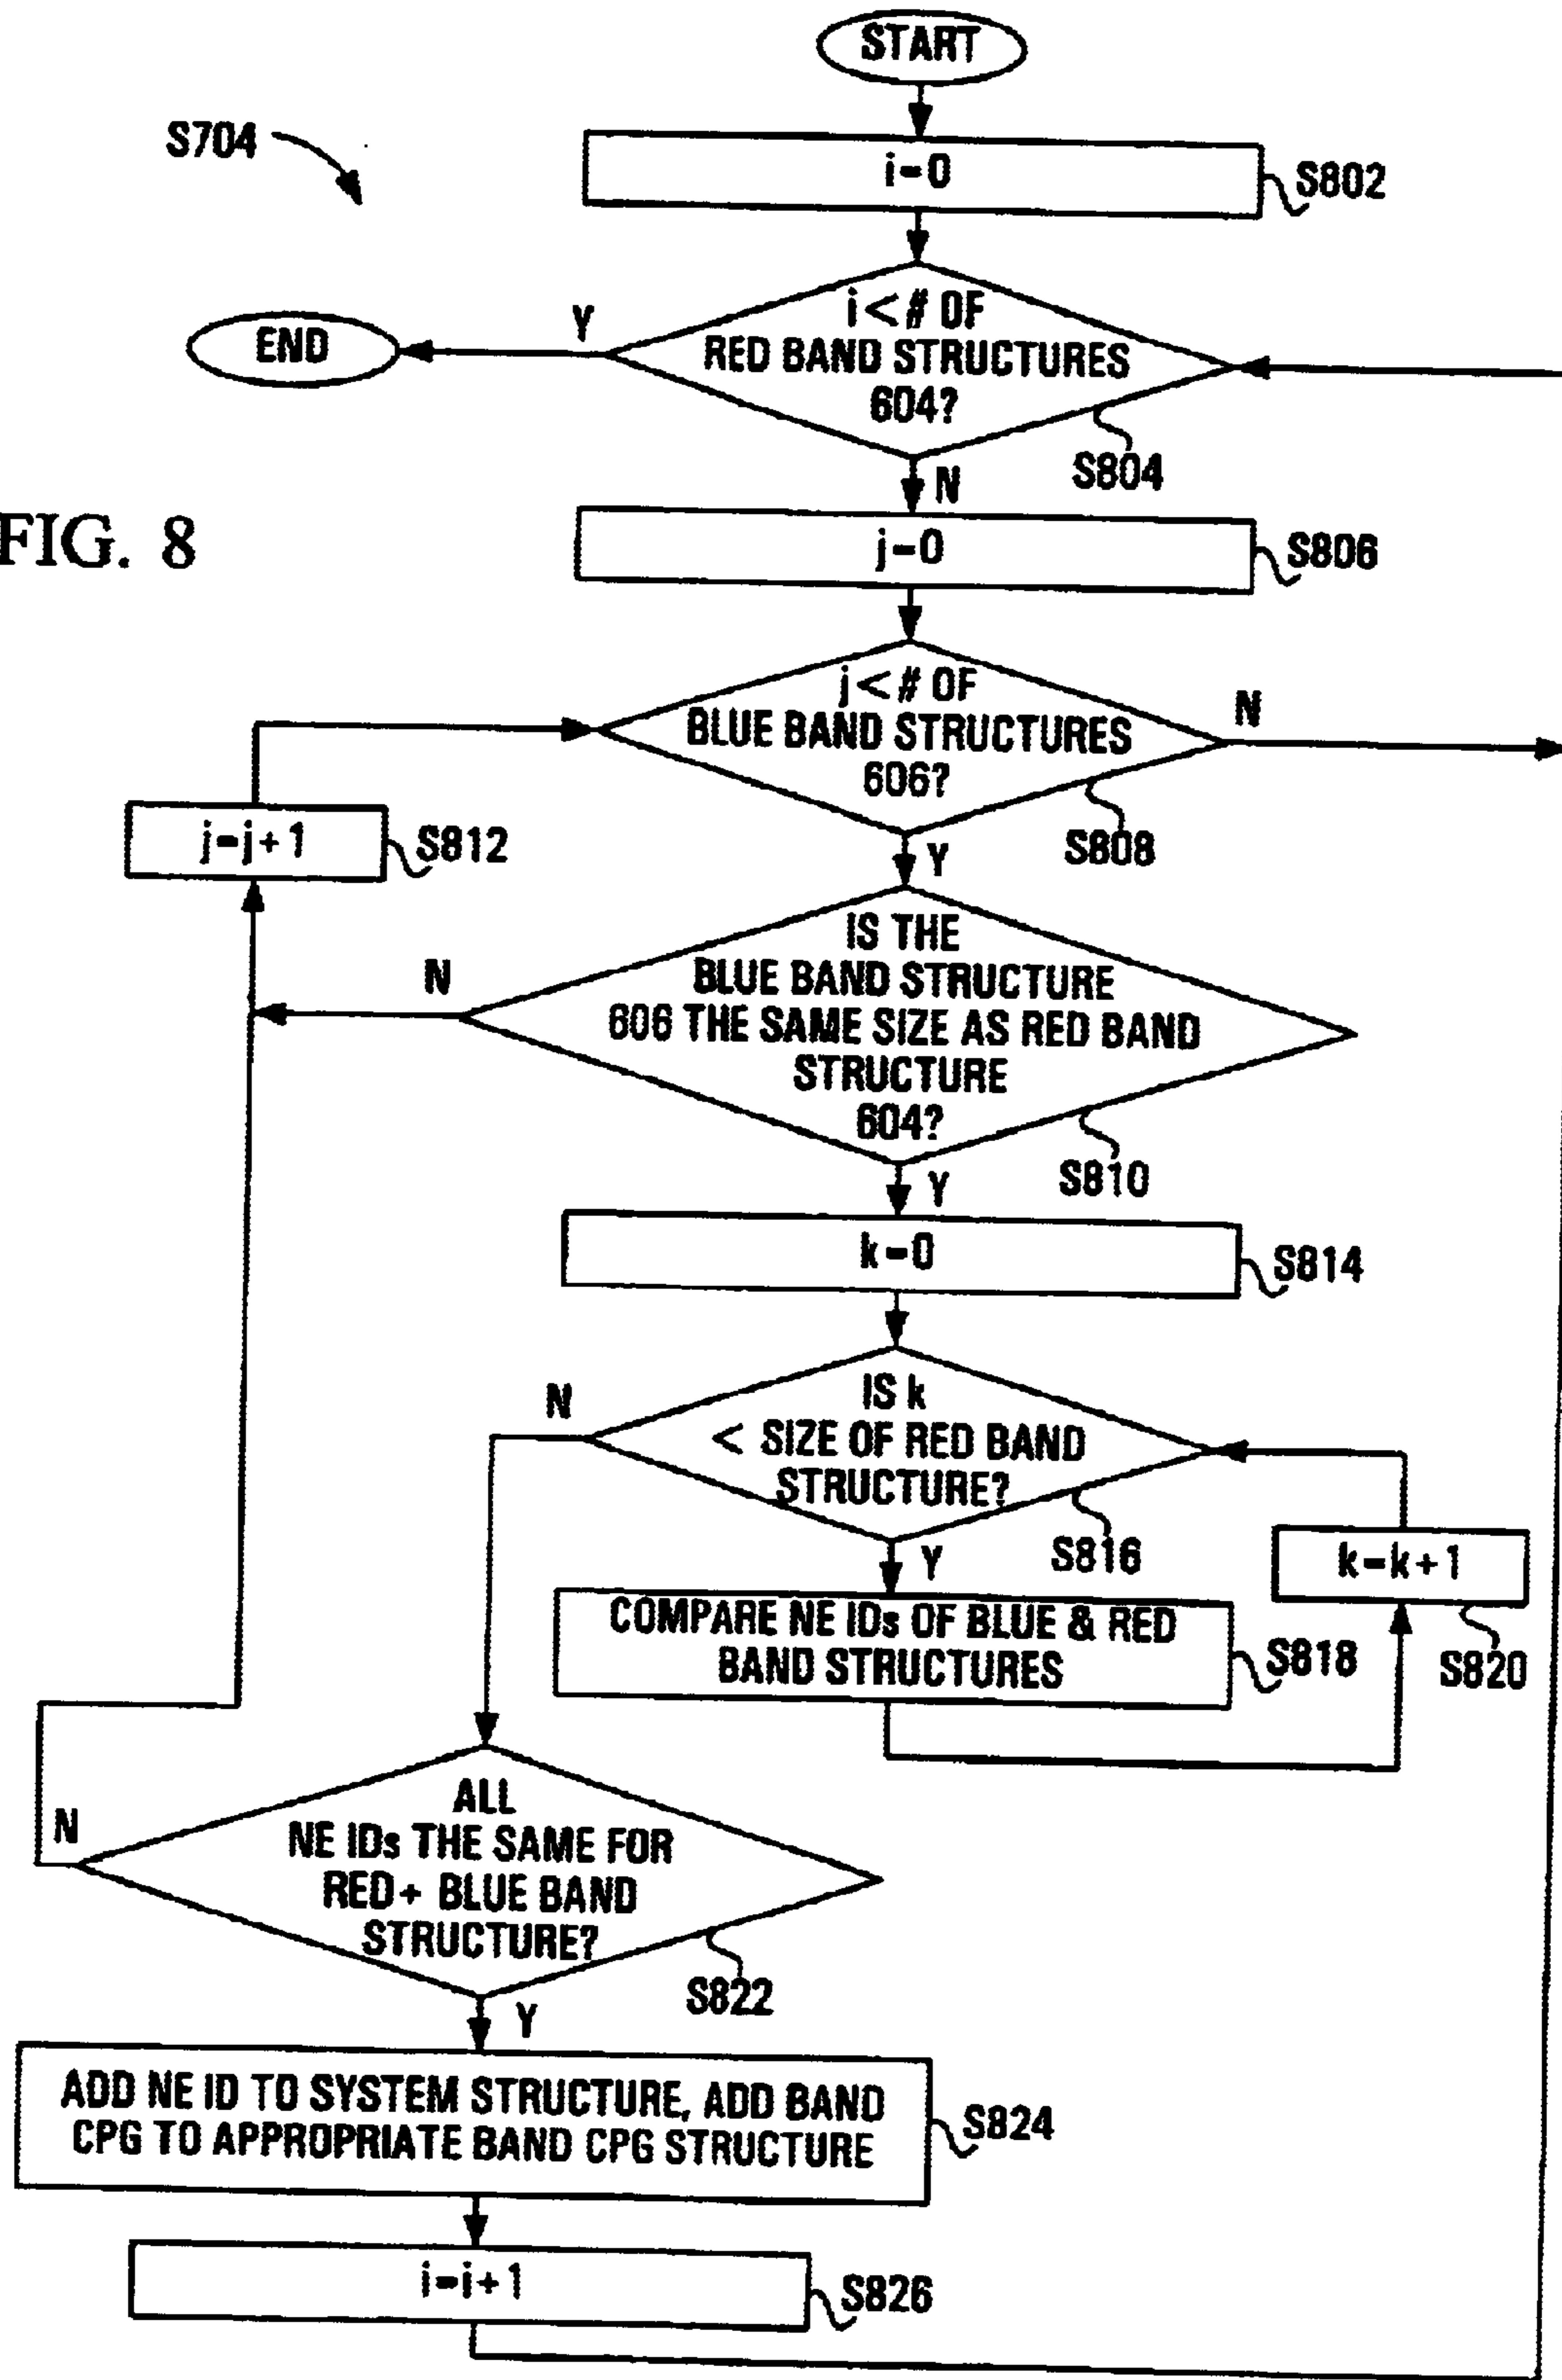 START
S704
i=0
S802
i < # OF
RED BAND STRUCTURES
604?
Y
END
S804
N
FIG. 8
j=0
S806
j < # OF
BLUE BAND STRUCTURES
606?
N
j=j+1
S812
S808
Y
IS THE
BLUE BAND STRUCTURE
606 THE SAME SIZE AS RED BAND
STRUCTURE
604?
N
S810
Y
k=0
S814
IS k
< SIZE OF RED BAND
STRUCTURE?
N
S816
Y
k=k+1
S820
COMPARE NE IDs OF BLUE & RED
BAND STRUCTURES
S818
ALL
NE IDs THE SAME FOR
RED+ BLUE BAND
STRUCTURE?
N
S822
Y
ADD NE ID TO SYSTEM STRUCTURE, ADD BAND
CPG TO APPROPRIATE BAND CPG STRUCTURE
S824
i=i+1
S826